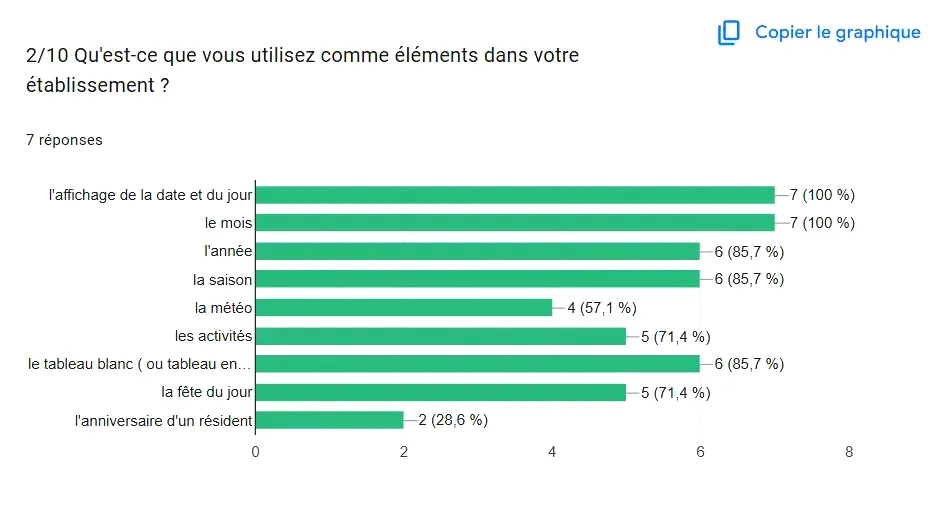 Copier le graphique
2/10 Qu'est-ce que vous utilisez comme éléments dans votre
établissement ?
7 réponses
l'affichage de la date et du jour 7 (100 %)
le mois 7 (100 %)
l'année 6 (85,7 %)
la saison 6 (85,7 %)
la météo 4 (57,1 %)
les activités 5 (71,4 %)
le tableau blanc ( ou tableau en… 6 (85,7 %)
la fête du jour 5 (71,4 %)
l'anniversaire d'un résident 2 (28,6 %)
0 2 4 6 8